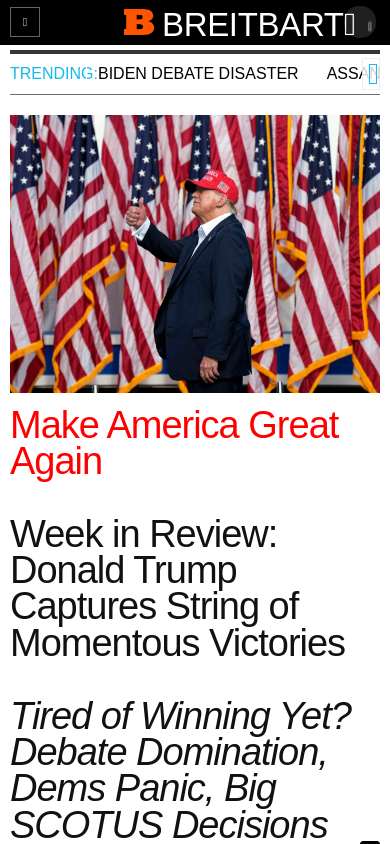 BREITBART
TRENDING: BIDEN DEBATE DISASTER ASSAN
Make America Great
Again
Week in Review:
Donald Trump
Captures String of
Momentous Victories
Tired of Winning Yet?
Debate Domination,
Dems Panic, Big
SCOTUS Decisions